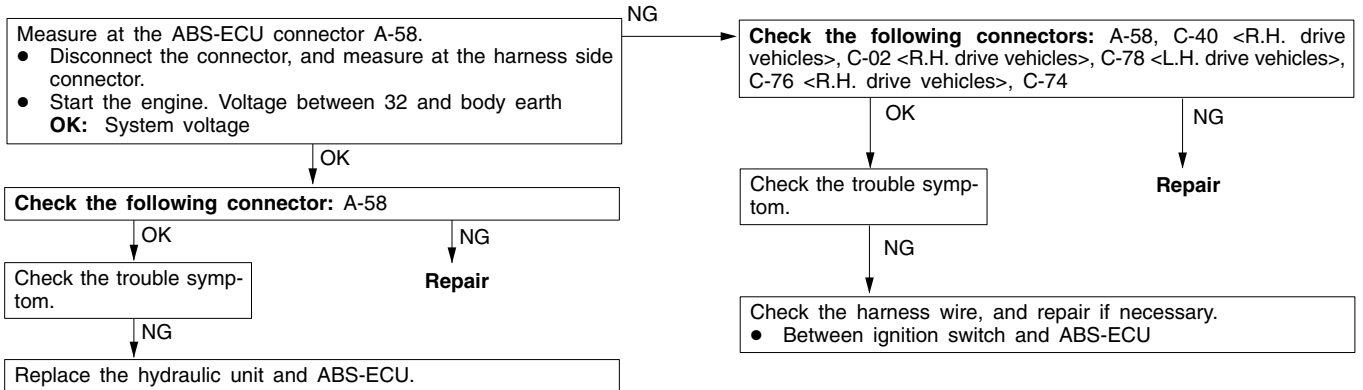 Measure at the ABS-ECU connector A-58.
● Disconnect the connector, and measure at the harness side
connector.
● Start the engine. Voltage between 32 and body earth
OK: System voltage
OK
Check the following connector: A-58
OK
NG
Check the trouble symp-
tom.
Repair
NG
Replace the hydraulic unit and ABS-ECU.
NG
Check the following connectors: A-58, C-40 <R.H. drive
vehicles>, C-02 <R.H. drive vehicles>, C-78 <L.H. drive vehicles>,
C-76 <R.H. drive vehicles>, C-74
OK
NG
Check the trouble symp-
tom.
Repair
NG
Check the harness wire, and repair if necessary.
● Between ignition switch and ABS-ECU